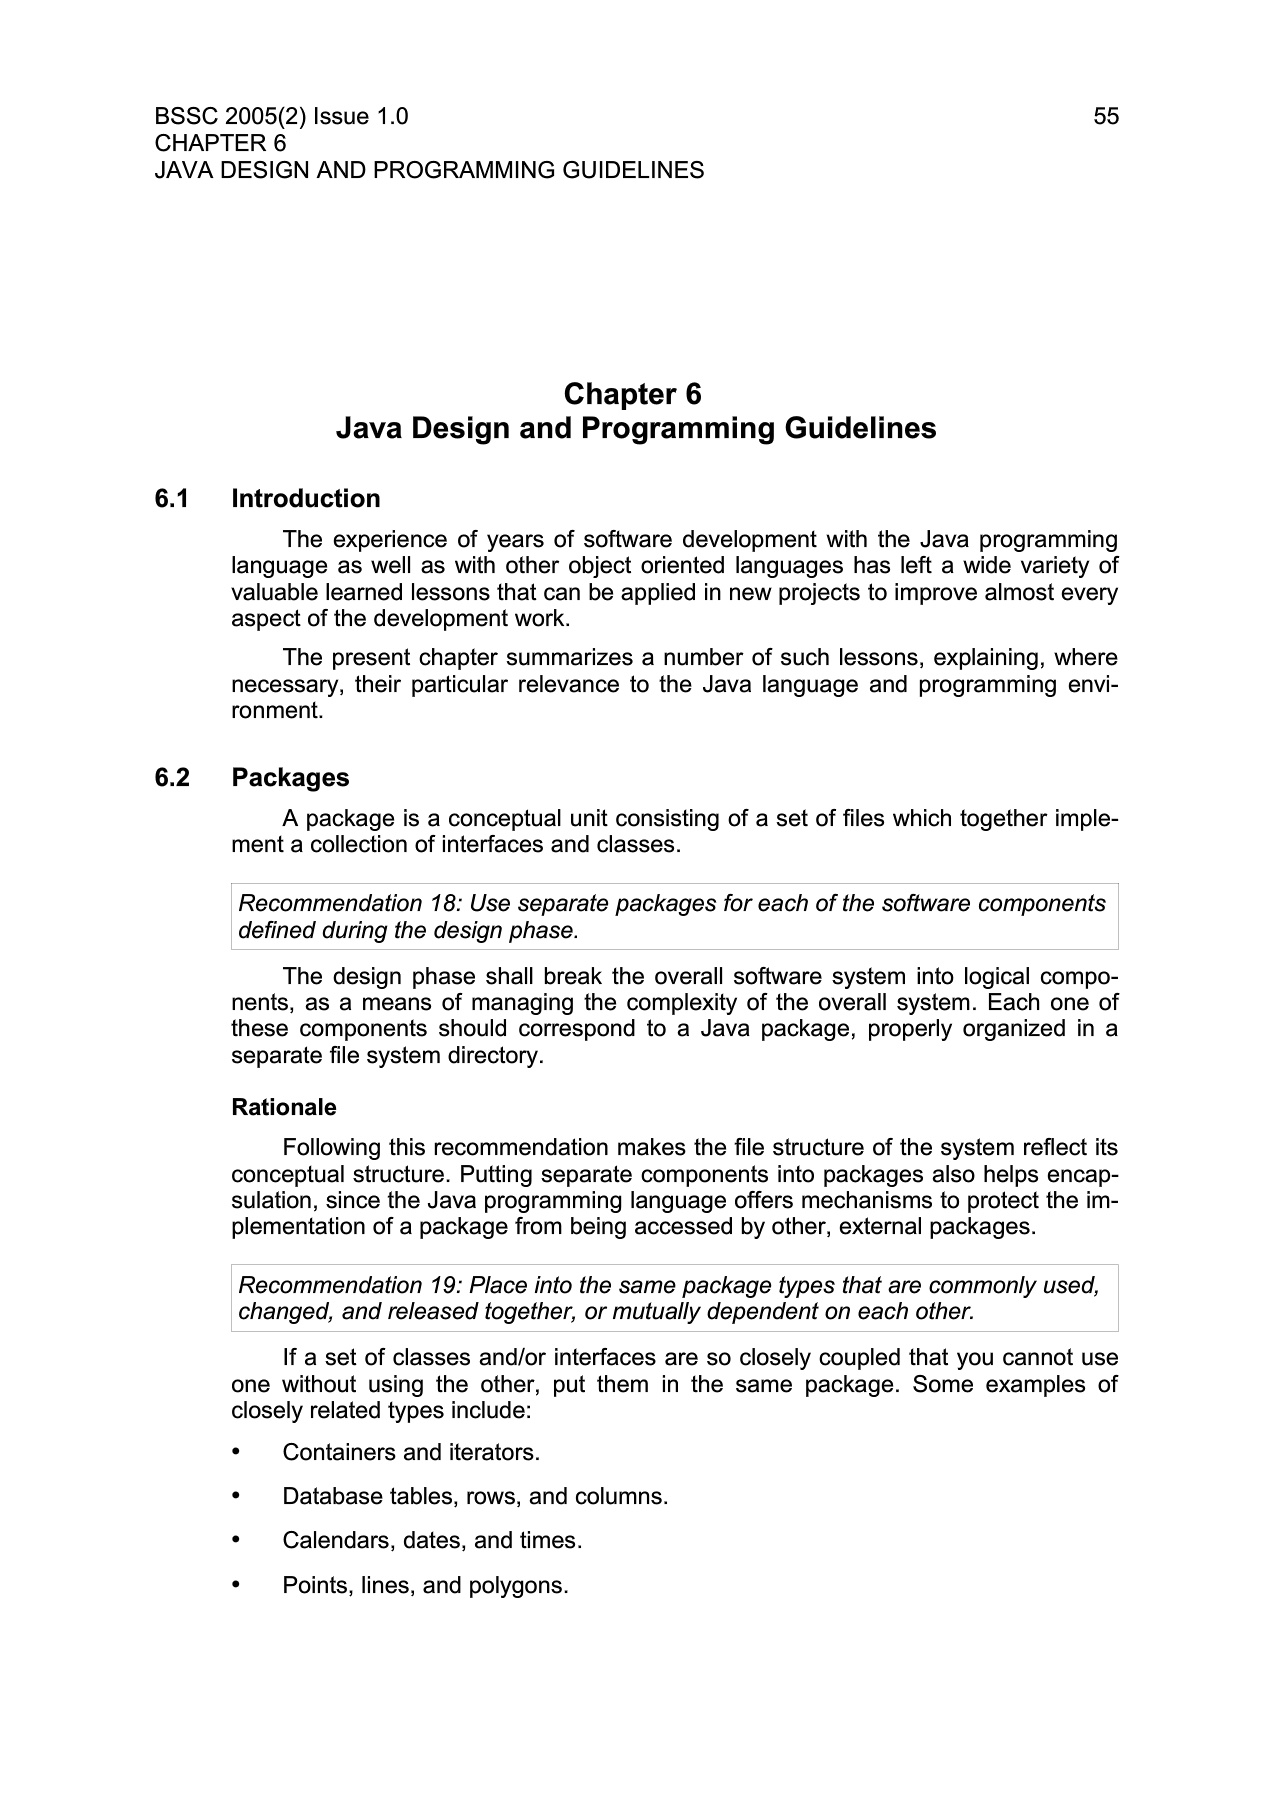 BSSC 2005(2) Issue 1.0 55
CHAPTER 6
JAVA DESIGN AND PROGRAMMING GUIDELINES
Chapter 6
Java Design and Programming Guidelines
6.1 Introduction
The experience of years of software development with the Java programming
language as well as with other object oriented languages has left a wide variety of
valuable learned lessons that can be applied in new projects to improve almost every
aspect of the development work.
The present chapter summarizes a number of such lessons, explaining, where
necessary, their particular relevance to the Java language and programming envi-
ronment.
6.2 Packages
A package is a conceptual unit consisting of a set of files which together imple-
ment a collection of interfaces and classes.
Recommendation 18: Use separate packages for each of the software components
defined during the design phase.
The design phase shall break the overall software system into logical compo-
nents, as a means of managing the complexity of the overall system. Each one of
these components should correspond to a Java package, properly organized in a
separate file system directory.
Rationale
Following this recommendation makes the file structure of the system reflect its
conceptual structure. Putting separate components into packages also helps encap-
sulation, since the Java programming language offers mechanisms to protect the im-
plementation of a package from being accessed by other, external packages.
Recommendation 19: Place into the same package types that are commonly used,
changed, and released together, or mutually dependent on each other.
If a set of classes and/or interfaces are so closely coupled that you cannot use
one without using the other, put them in the same package. Some examples of
closely related types include:
• Containers and iterators.
• Database tables, rows, and columns.
• Calendars, dates, and times.
• Points, lines, and polygons.